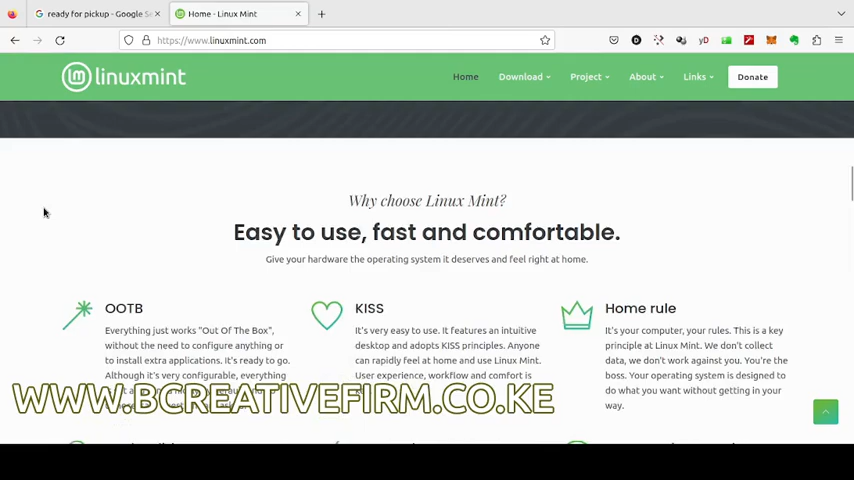 ready for pickup - Google Se
Home - Linux Mint
https://www.linuxmint.com
yD
lm linuxmint
Home
Download
Project
About
Links
Donate
Why choose Linux Mint?
Easy to use, fast and comfortable.
Give your hardware the operating system it deserves and feel right at home.
OOTB
Everything just works "Out Of The Box",
without the need to configure anything or
to install extra applications. It's ready to go.
Although it's very configurable, everything
KISS
It's very easy to use. It features an intuitive
desktop and adopts KISS principles. Anyone
can rapidly feel at home and use Linux Mint.
User experience, workflow and comfort is
Home rule
It's your computer, your rules. This is a key
principle at Linux Mint. We don't collect
data, we don't work against you. You're the
boss. Your operating system is designed to
do what you want without getting in your
way.
WWW.BCREATIVEFIRM.CO.KE